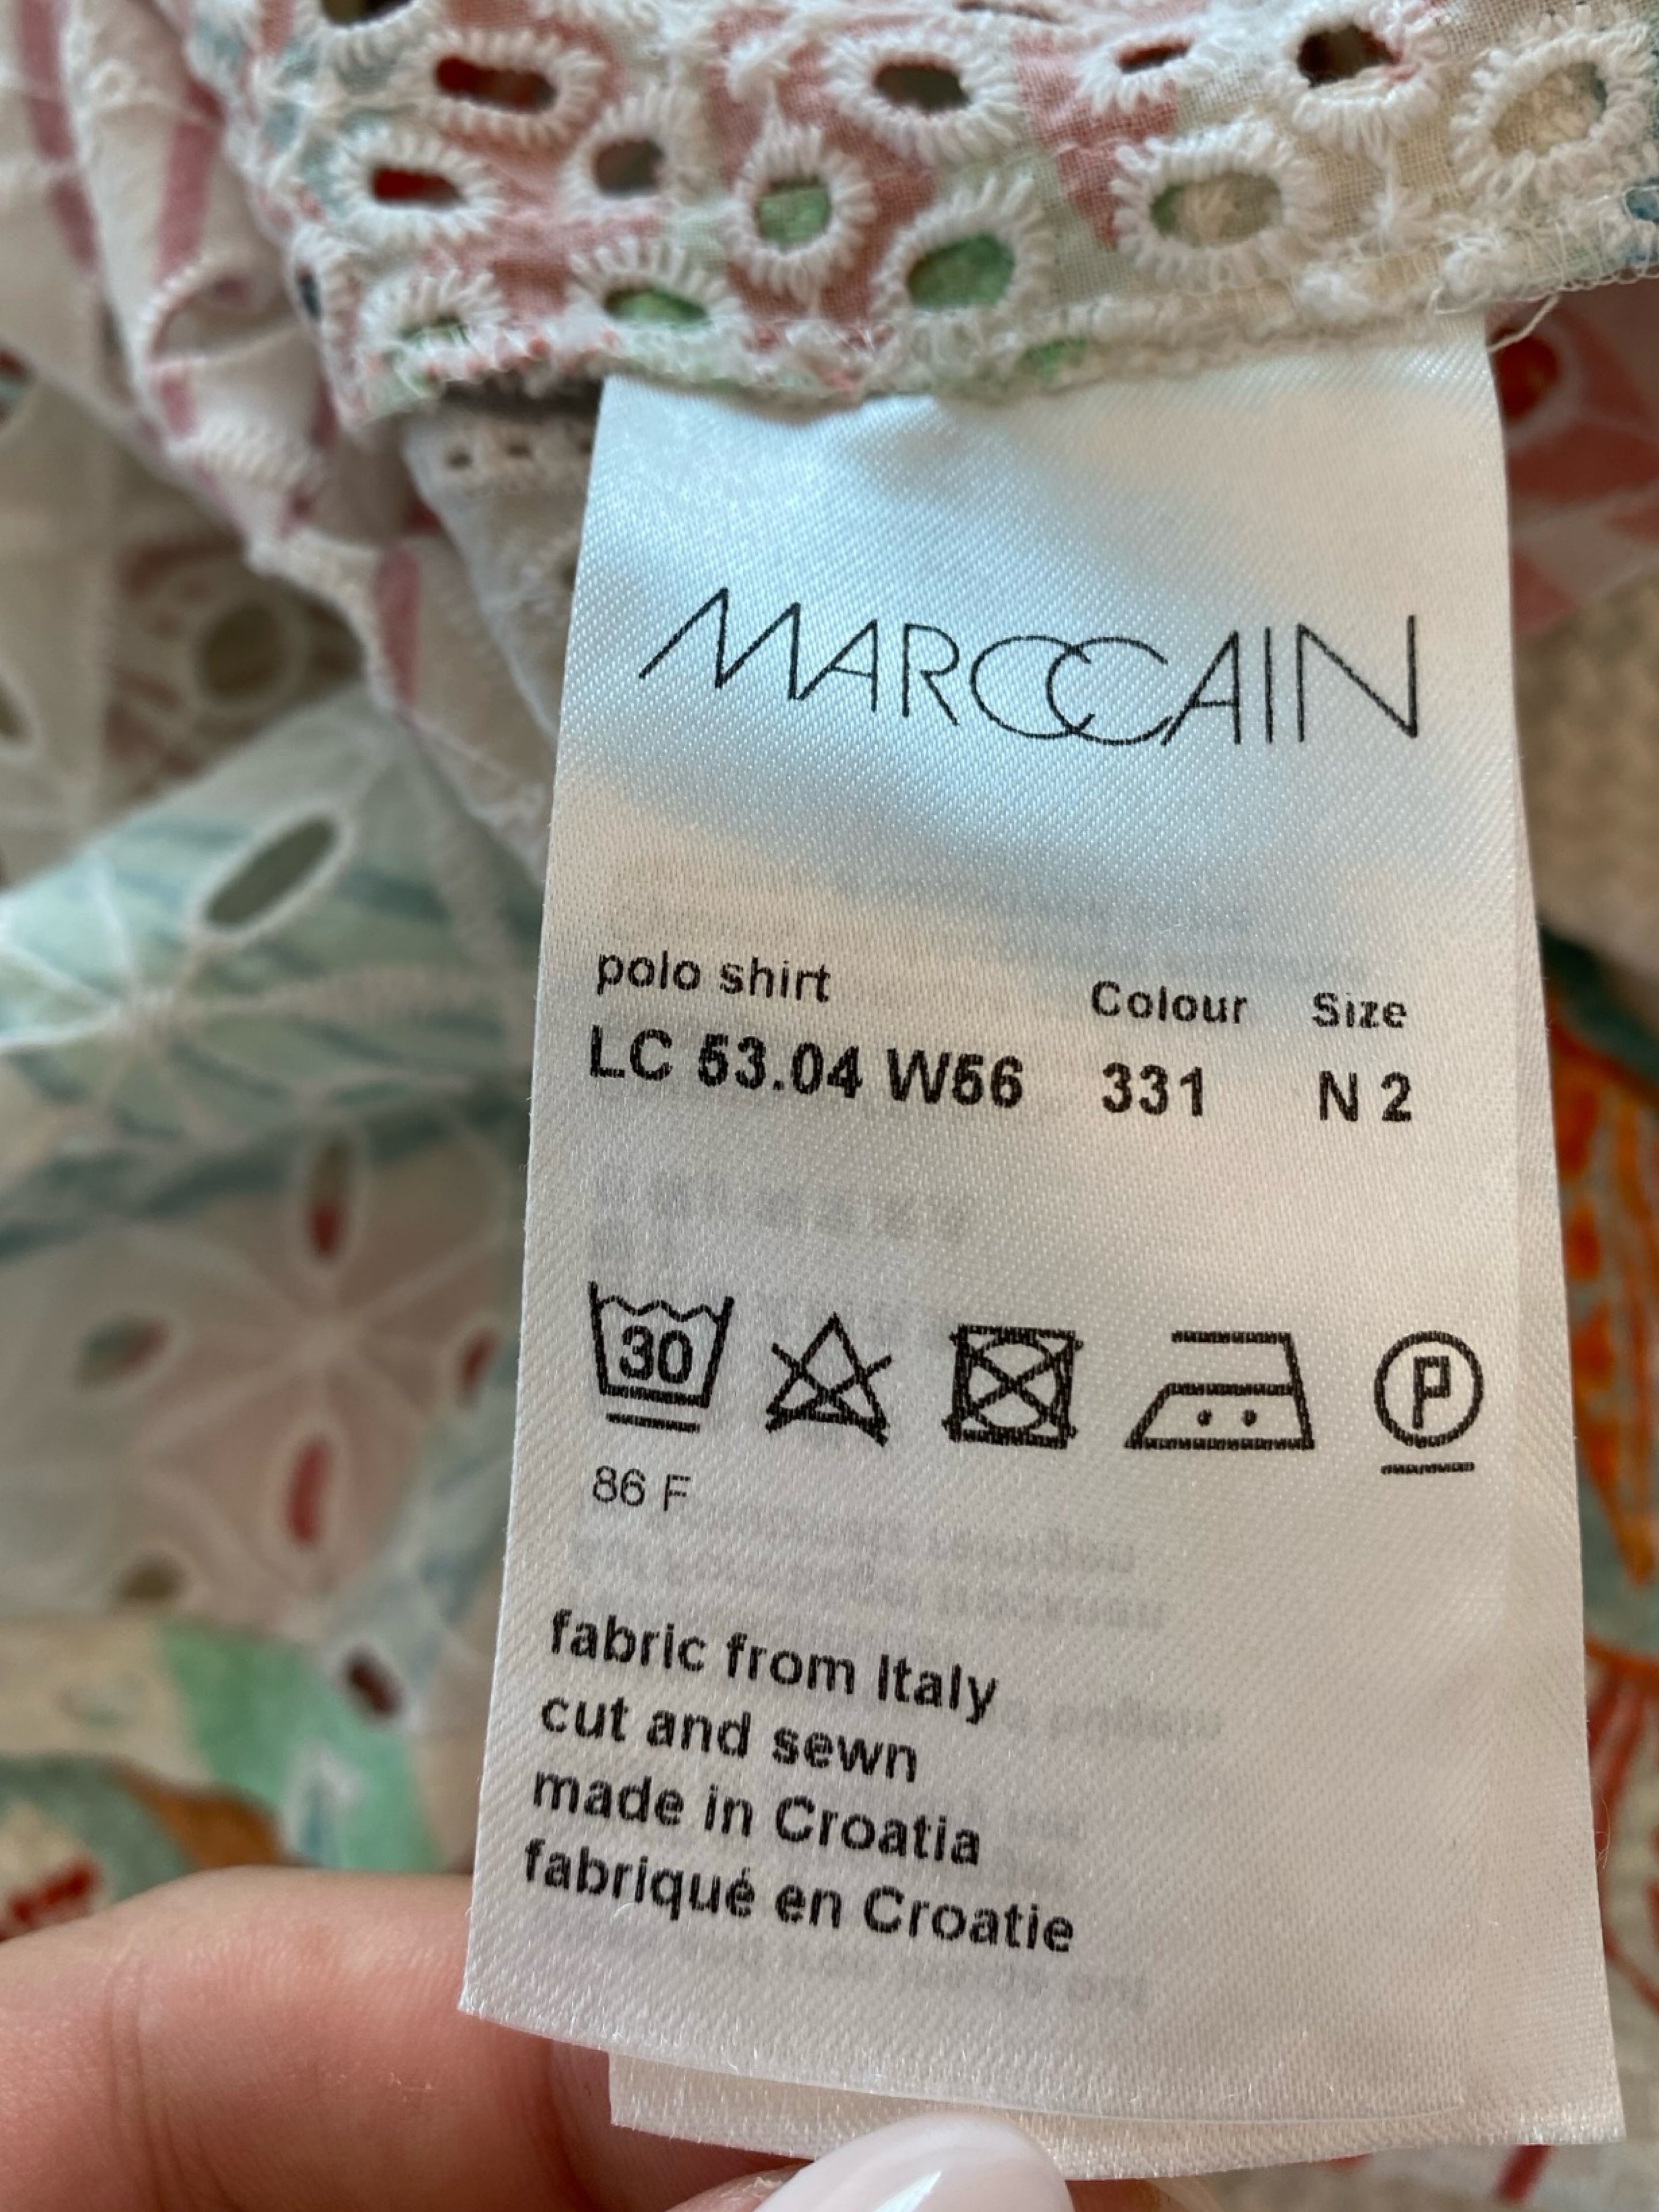 MARCCAIN
polo shirt Colour Size
LC 53.04 W56 331 N 2
30 P
86 F
fabric from Italy
cut and sewn
made in Croatia
fabriqué en Croatie